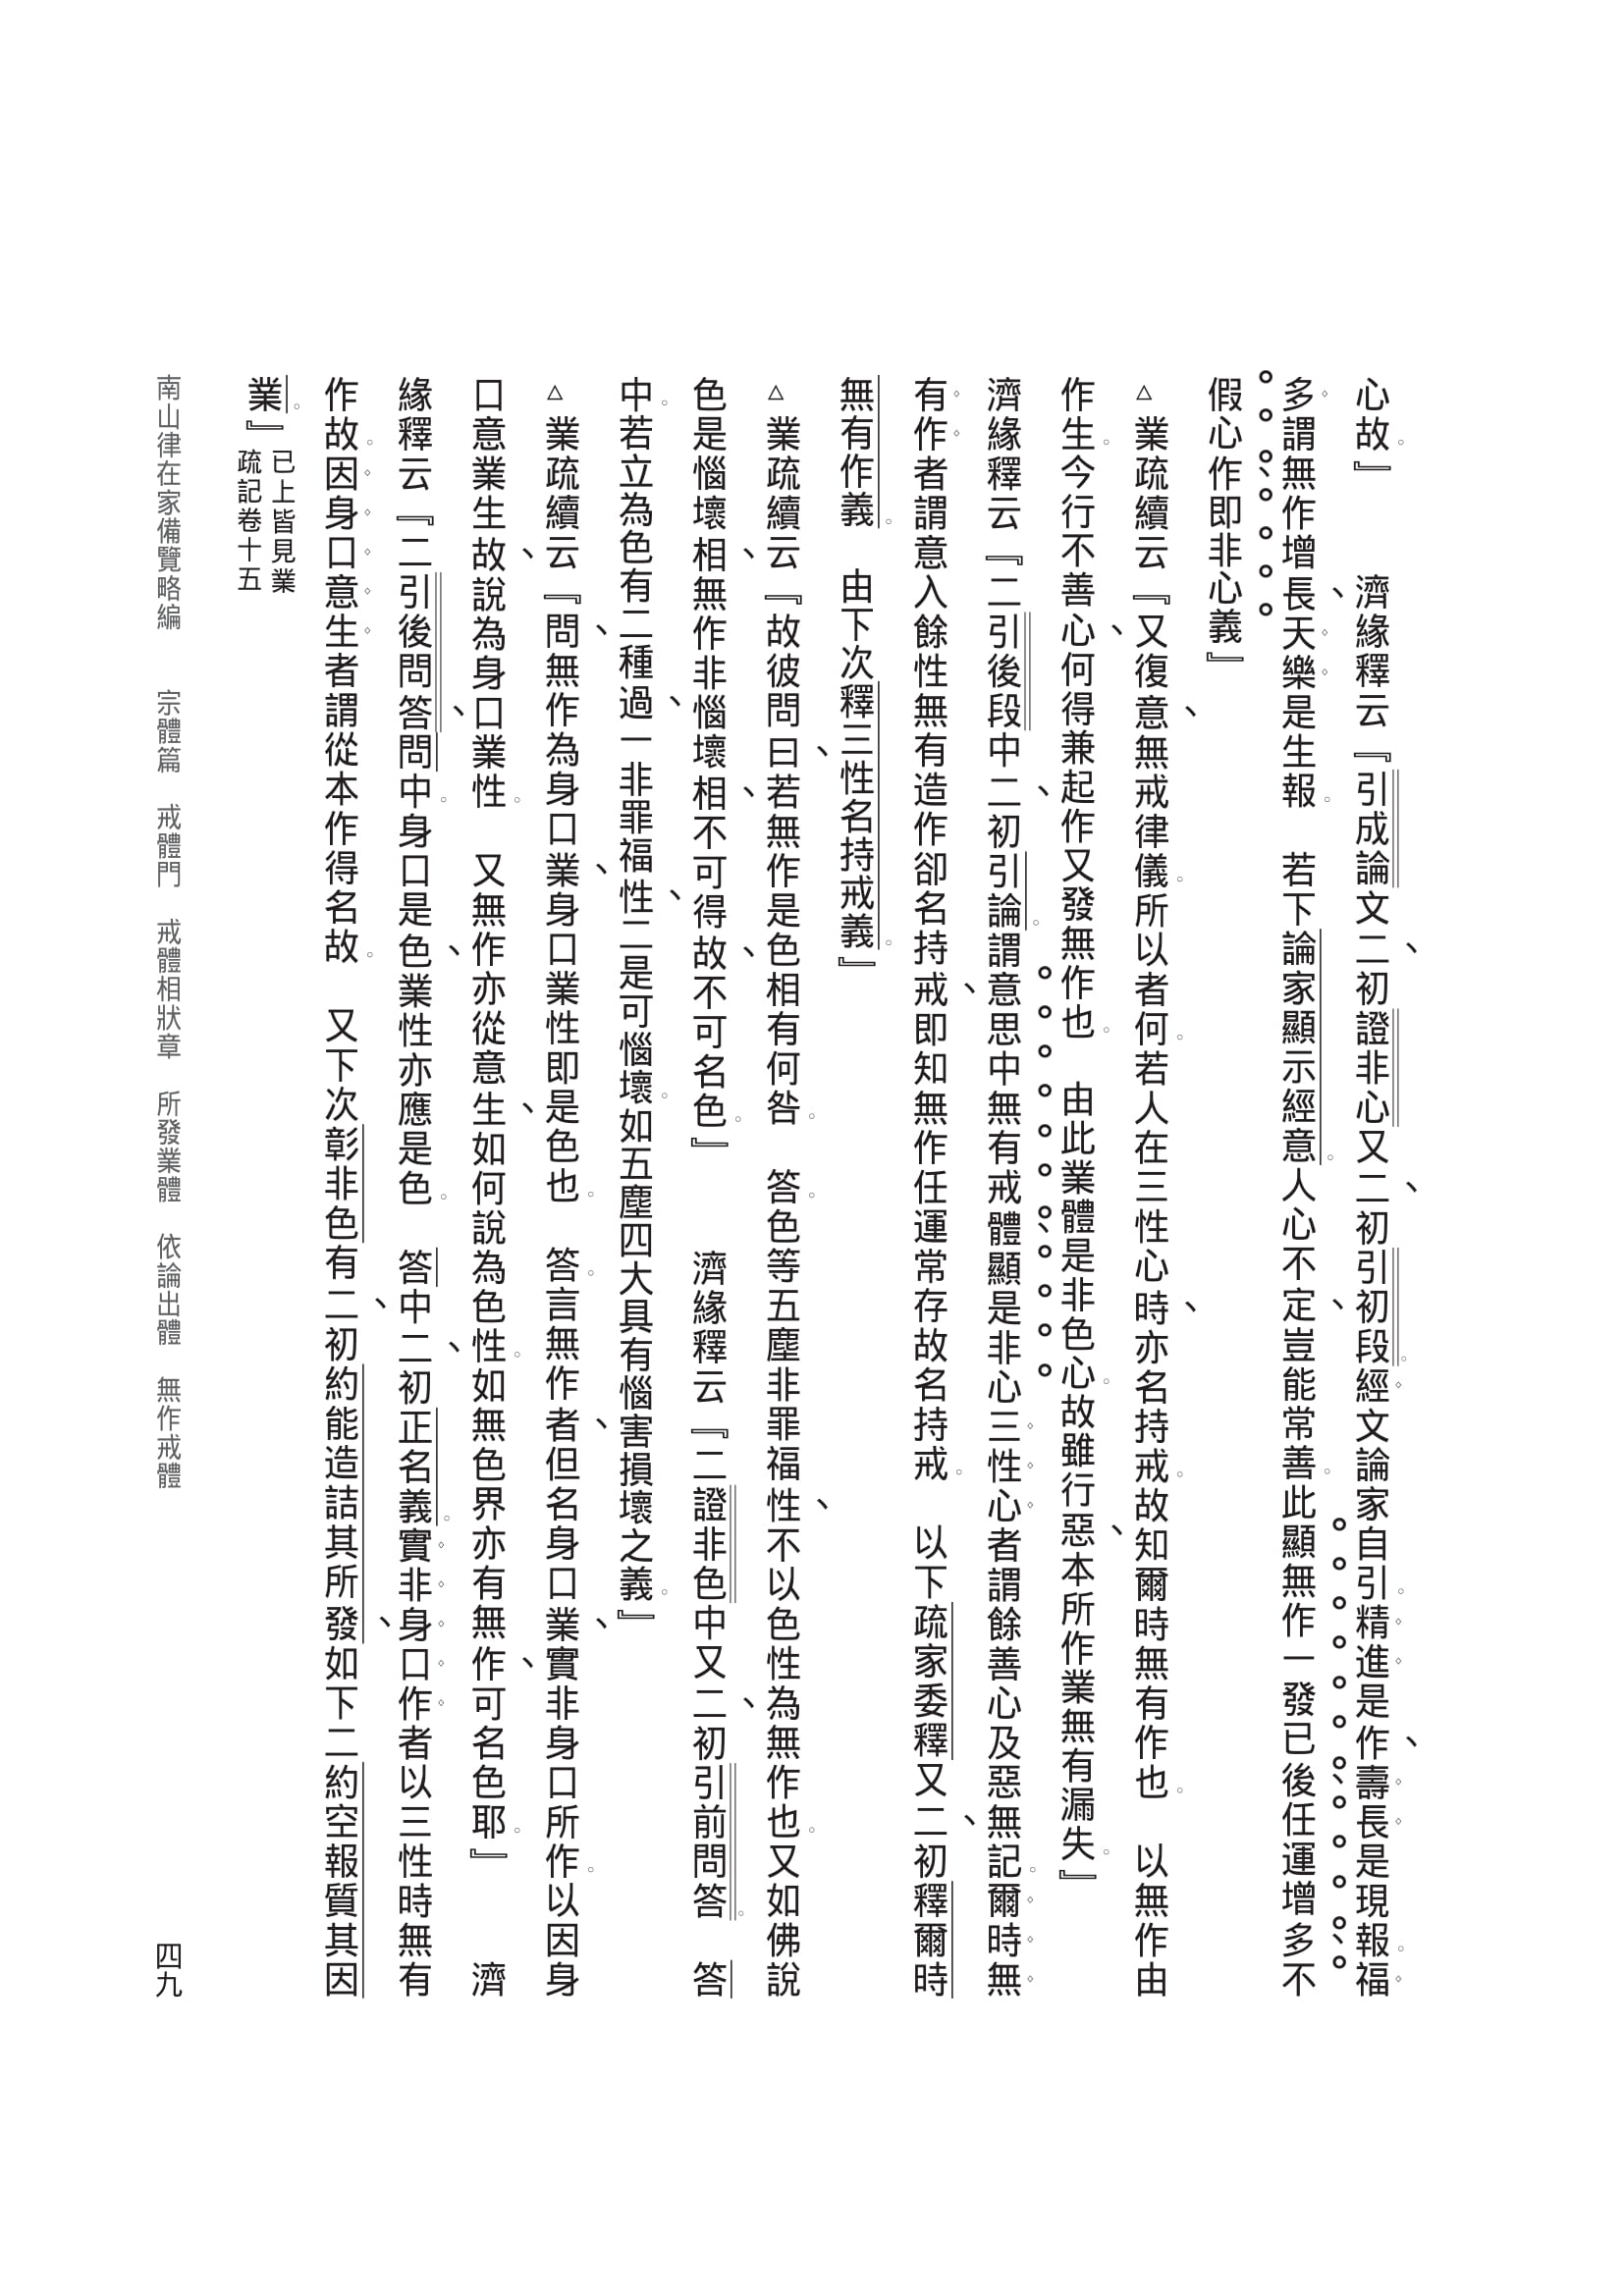 心故。』　　濟緣釋云『引成論文二、初證非心又二、初引初段。經文論家自引。精進是作、壽長是現報。福
多謂無作增長、天樂是生報。　若下論家顯示經意。人心不定、豈能常善。此顯無作一發已後任運增多不
假心作即非心義』
△業疏續云『又復意、無戒律儀。所以者何。若人在三性心時、亦名持戒。故知爾時無有作也。　以無作由
作生。今行不善心、何得兼起作又發無作也。　由此業體是非色心。故雖行惡、本所作業無有漏失。』
濟緣釋云『二引後段中二、初引論。謂意思中無有戒體顯是非心三性心者謂餘善心及惡無記。爾時無
有作者謂意入餘性無有造作卻名持戒、即知無作任運常存故名持戒。　以下疏家委釋又二、初釋爾時
無有作義。　由下次釋三性名持戒義。』
△業疏續云『故彼問曰、若無作是色相有何咎。　答。色等五塵非罪福性、不以色性為無作也。又如佛說
色是惱壞相、無作非惱壞相、不可得故、不可名色。』　　濟緣釋云『二證非色中又二、初引前問答。　答
中。若立為色有二種過、一非罪福性、二是可惱壞。如五塵四大具有惱害損壞之義。』
△業疏續云『問、無作為身口業、身口業性即是色也。　答。言無作者、但名身口業、實非身口所作。以因身
口意業生故、說為身口業性。　又無作亦從意生、如何說為色性。如無色界亦有無作、可名色耶。』　　濟
緣釋云『二引後問答、問中。身口是色、業性亦應是色。　答中二、初正名義。實非身口作者以三性時無有
作故。因身口意生者謂從本作得名故。　又下次彰非色有二、初約能造詰其所發、如下二約空報質其因
業。』已上皆見業
疏記卷十五
南山律在家備覽略編　　宗體篇　戒體門　戒體相狀章　所發業體　依論出體　無作戒體
四九